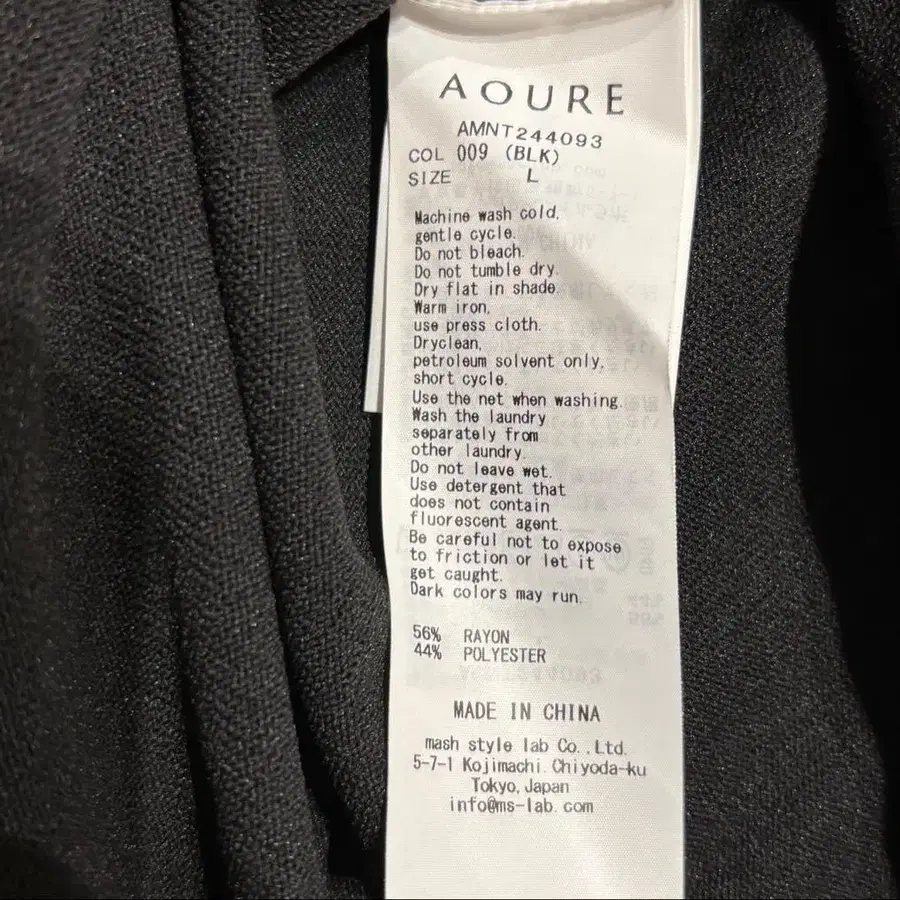 AOURE
AMNT244093
COL 009 (BLK)
SIZE L
Machine wash cold,
gentle cycle.
Do not bleach.
Do not tumble dry.
Dry flat in shade.
Warm iron,
use press cloth.
Dryclean,
petroleum solvent only,
short cycle.
Use the net when washing.
Wash the laundry
separately from
other laundry.
Do not leave wet.
Use detergent that
does not contain
fluorescent agent.
Be careful not to expose
to friction or let it
get caught.
Dark colors may run.
56% RAYON
44% POLYESTER
MADE IN CHINA
mash style lab Co.,Ltd.
5-7-1 Kojimachi.Chiyoda-ku
Tokyo,Japan
info@ms-lab.com